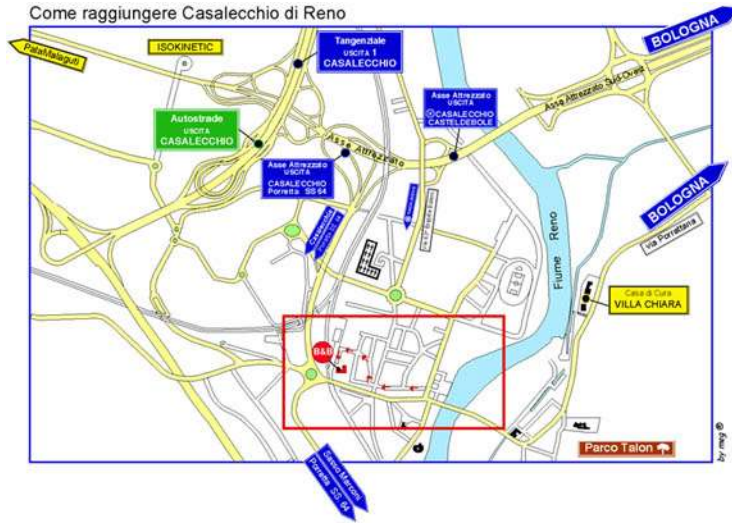 Come raggiungere Casalecchio di Reno
BOLOGNA
PalaMalaguti
ISOKINETIC
Tangenziale
USCITA 1
CASALECCHIO
Asse Attrezzato Sud-Ovest
Asse Attrezzato
USCITA
CASALECCHIO
CASTELDEBOLE
Autostrade
USCITA
CASALECCHIO
Asse Attrezzato
Asse Attrezzato
USCITA
CASALECCHIO
Porretta SS 64
BOLOGNA
via Porrettana
Casalecchio
Fiume Reno
Casa di Cura
VILLA CHIARA
B&B
Parco Talon
Sasso Marconi
Porretta SS 64
by meg ®